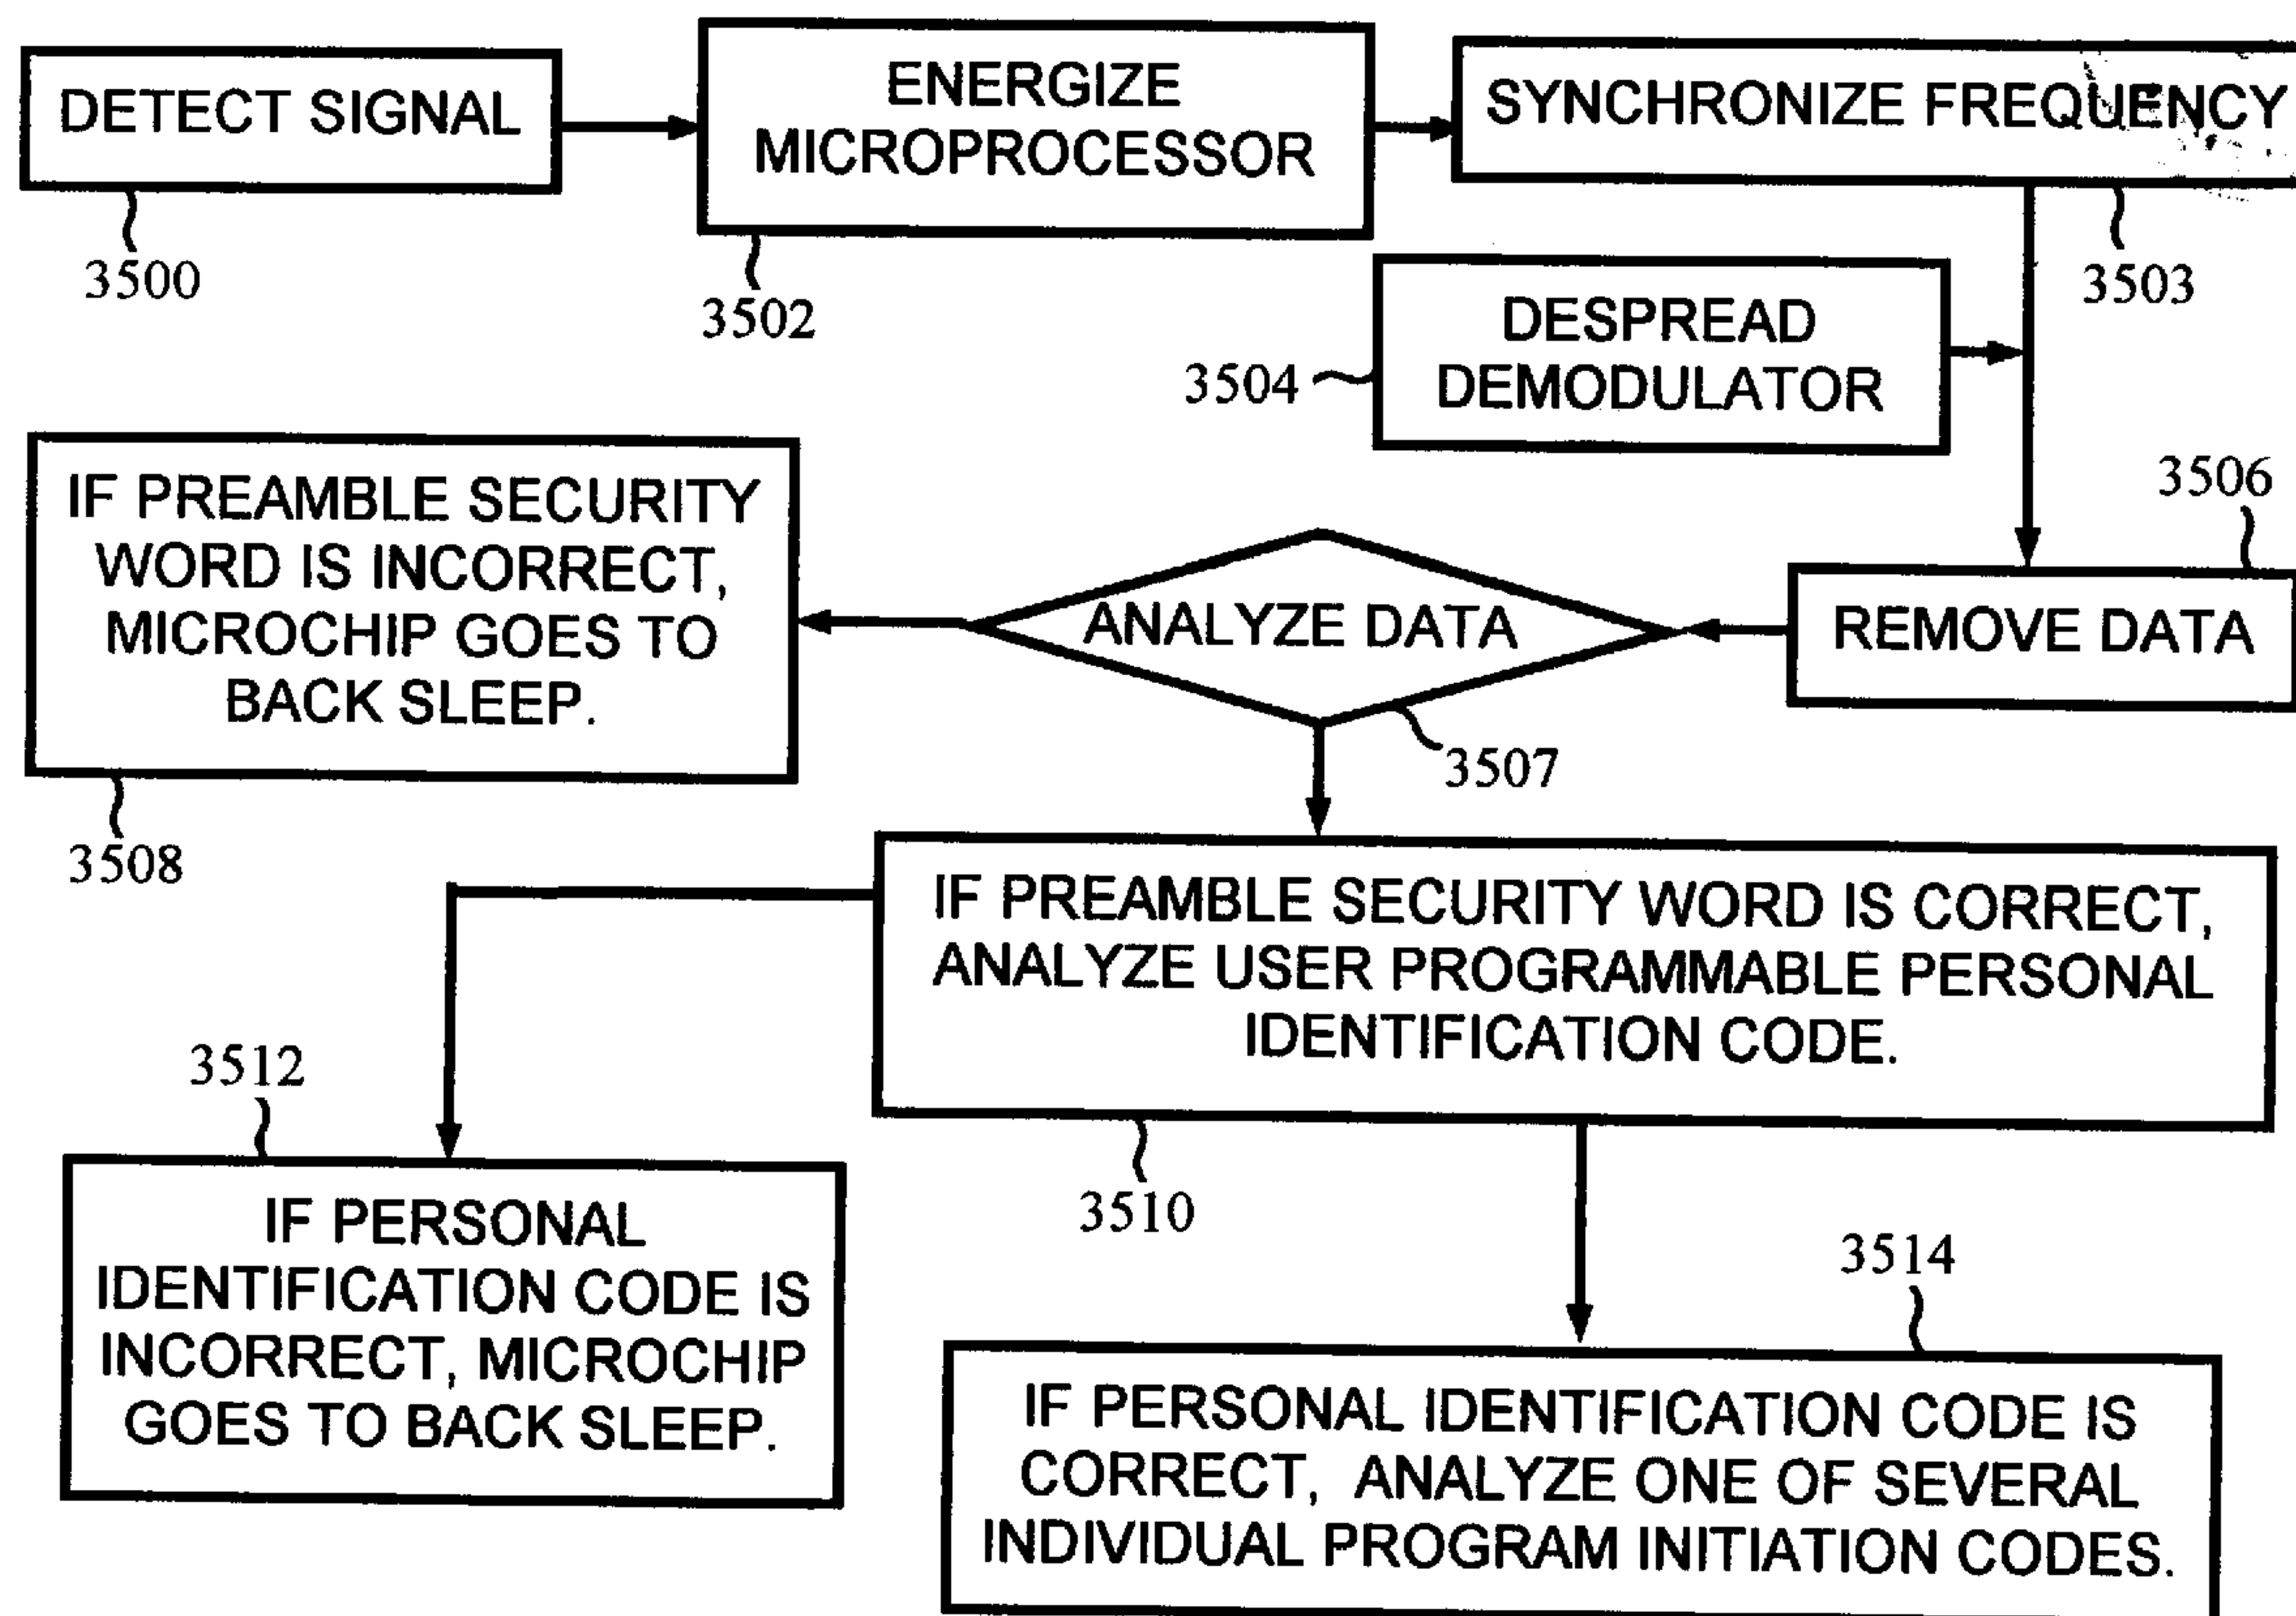 DETECT SIGNAL
3500
ENERGIZE
MICROPROCESSOR
3502
SYNCHRONIZE FREQUENCY
3503
DESPREAD
DEMODULATOR
3504
3506
REMOVE DATA
ANALYZE DATA
3507
IF PREAMBLE SECURITY
WORD IS INCORRECT,
MICROCHIP GOES TO
BACK SLEEP.
3508
IF PREAMBLE SECURITY WORD IS CORRECT,
ANALYZE USER PROGRAMMABLE PERSONAL
IDENTIFICATION CODE.
3510
3512
IF PERSONAL
IDENTIFICATION CODE IS
INCORRECT, MICROCHIP
GOES TO BACK SLEEP.
3514
IF PERSONAL IDENTIFICATION CODE IS
CORRECT, ANALYZE ONE OF SEVERAL
INDIVIDUAL PROGRAM INITIATION CODES.